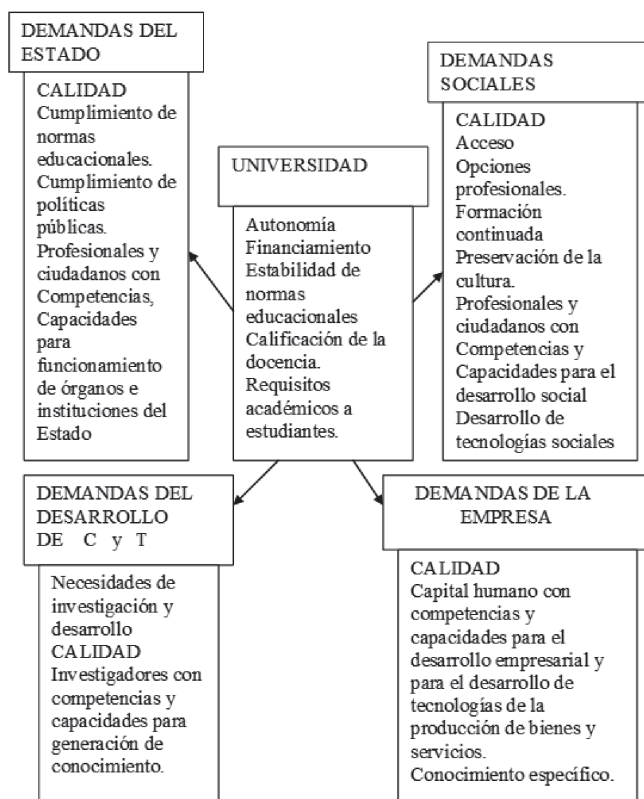 DEMANDAS DEL
ESTADO
CALIDAD
Cumplimiento de
normas
educacionales.
Cumplimiento de
políticas
públicas.
Profesionales y
ciudadanos con
Competencias,
Capacidades
para
funcionamiento
de órganos e
instituciones del
Estado
UNIVERSIDAD
Autonomía
Financiamiento
Estabilidad de
normas
educacionales
Calificación de la
docencia.
Requisitos
académicos a
estudiantes.
DEMANDAS
SOCIALES
CALIDAD
Acceso
Opciones
profesionales.
Formación
continuada
Preservación de la
cultura.
Profesionales y
ciudadanos con
Competencias y
Capacidades para el
desarrollo social
Desarrollo de
tecnologías sociales
DEMANDAS DEL
DESARROLLO
DE C y T
Necesidades de
investigación y
desarrollo
CALIDAD
Investigadores con
competencias y
capacidades para
generación de
conocimiento.
DEMANDAS DE LA
EMPRESA
CALIDAD
Capital humano con
competencias y
capacidades para el
desarrollo empresarial y
para el desarrollo de
tecnologías de la
producción de bienes y
servicios.
Conocimiento específico.